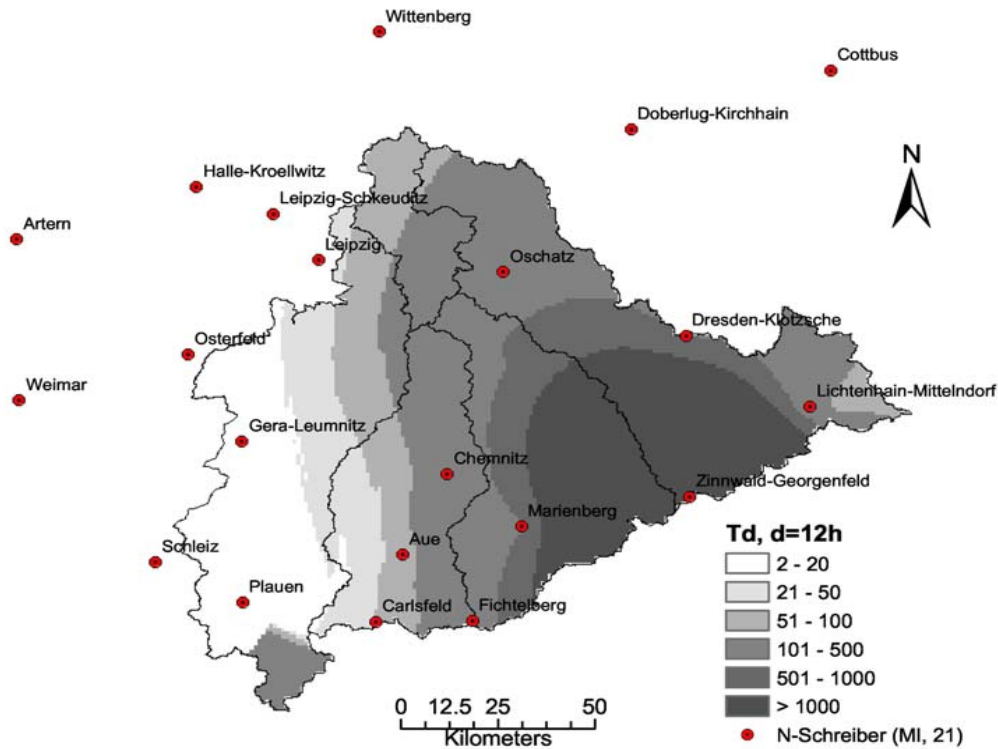 Wittenberg
Cottbus
Doberlug-Kirchhain
N
Halle-Kroellwitz
Leipzig-Schkeuditz
Artern
Leipzig
Oschatz
Dresden-Klotzsche
Osterfeld
Weimar
Lichtenhain-Mittelndorf
Gera-Leumnitz
Chemnitz
Zinnwald-Georgenfeld
Marienberg
Aue
Schleiz
Plauen
Carlsfeld
Fichtelberg
Td, d=12h
2 - 20
21 - 50
51 - 100
101 - 500
501 - 1000
> 1000
N-Schreiber (MI, 21)
0 12.5 25 50
Kilometers